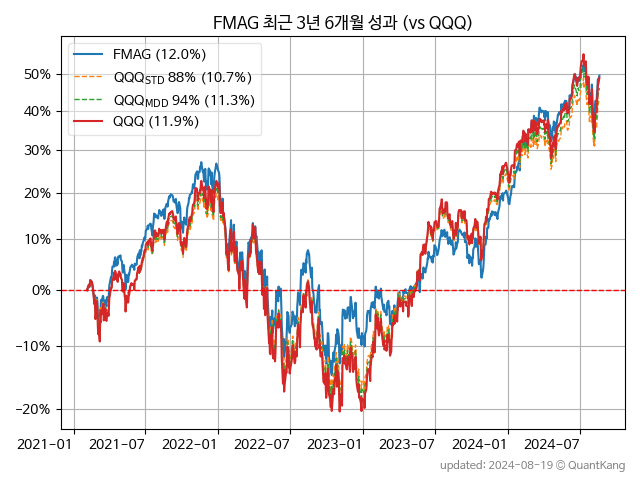 FMAG 최근 3년 6개월 성과 (vs QQQ)
FMAG (12.0%)
QQQSTD 88% (10.7%)
QQQMDD 94% (11.3%)
QQQ (11.9%)
50%
40%
30%
20%
10%
0%
−10%
−20%
2021−01 2021−07 2022−01 2022−07 2023−01 2023−07 2024−01 2024−07
updated: 2024-08-19 © QuantKang